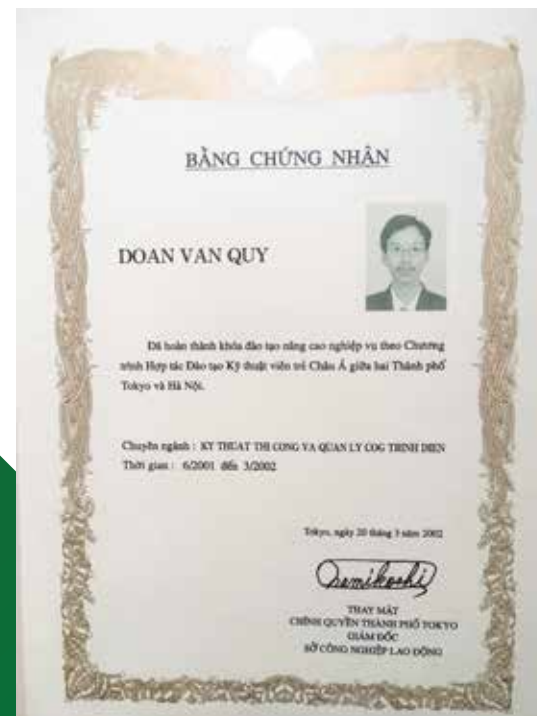 BẰNG CHỨNG NHẬN
DOAN VAN QUY
Đã hoàn thành khóa đào tạo nâng cao nghiệp vụ theo Chương
trình Hợp tác Đào tạo Kỹ thuật viên trẻ Châu Á giữa hai Thành phố
Tokyo và Hà Nội.
Chuyên ngành : KY THUAT THI CONG VA QUAN LY COG TRINH DIEN
Thời gian : 6/2001 đến 3/2002
Tokyo, ngày 20 tháng 3 năm 2002
THAY MẶT
CHÍNH QUYỀN THÀNH PHỐ TOKYO
GIÁM ĐỐC
SỞ CÔNG NGHIỆP LAO ĐỘNG